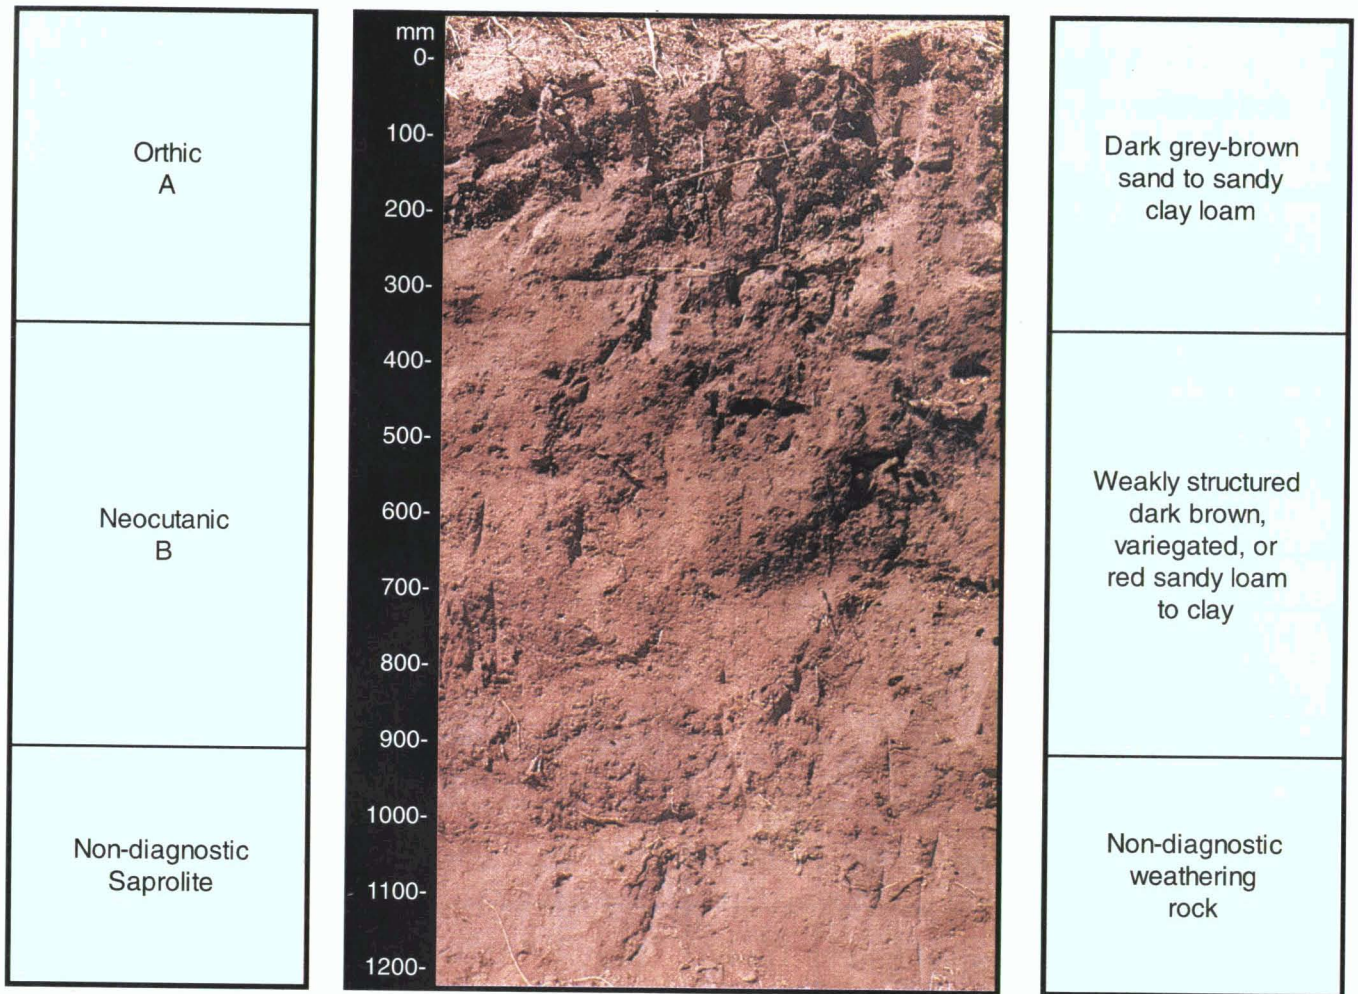 Orthic
A
Neocutanic
B
Non-diagnostic
Saprolite
mm
0-
100-
200-
300-
400-
500-
600-
700-
800-
900-
1000-
1100-
1200-
Dark grey-brown
sand to sandy
clay loam
Weakly structured
dark brown,
variegated, or
red sandy loam
to clay
Non-diagnostic
weathering
rock